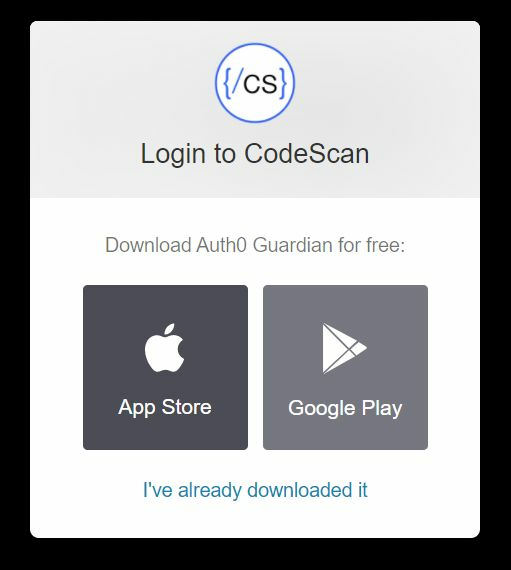 {/CS}
Login to CodeScan
Download Auth0 Guardian for free:
App Store
Google Play
I've already downloaded it